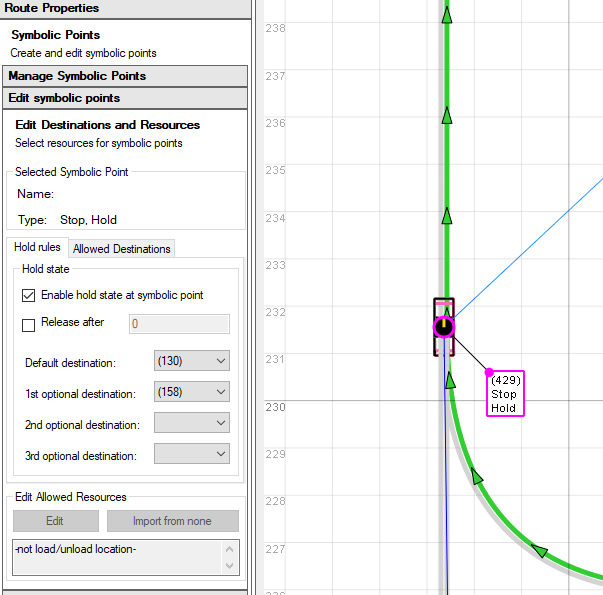 Route Properties
Symbolic Points
Create and edit symbolic points
Manage Symbolic Points
Edit symbolic points
Edit Destinations and Resources
Select resources for symbolic points
Selected Symbolic Point
Name:
Type: Stop, Hold
Hold rules Allowed Destinations
Hold state
Enable hold state at symbolic point
Release after 0
Default destination: (130)
1st optional destination: (158)
2nd optional destination:
3rd optional destination:
Edit Allowed Resources
Edit Import from none
-not load/unload location-
238
237
236
235
234
233
232
231
(429)
Stop
Hold
230
229
228
227